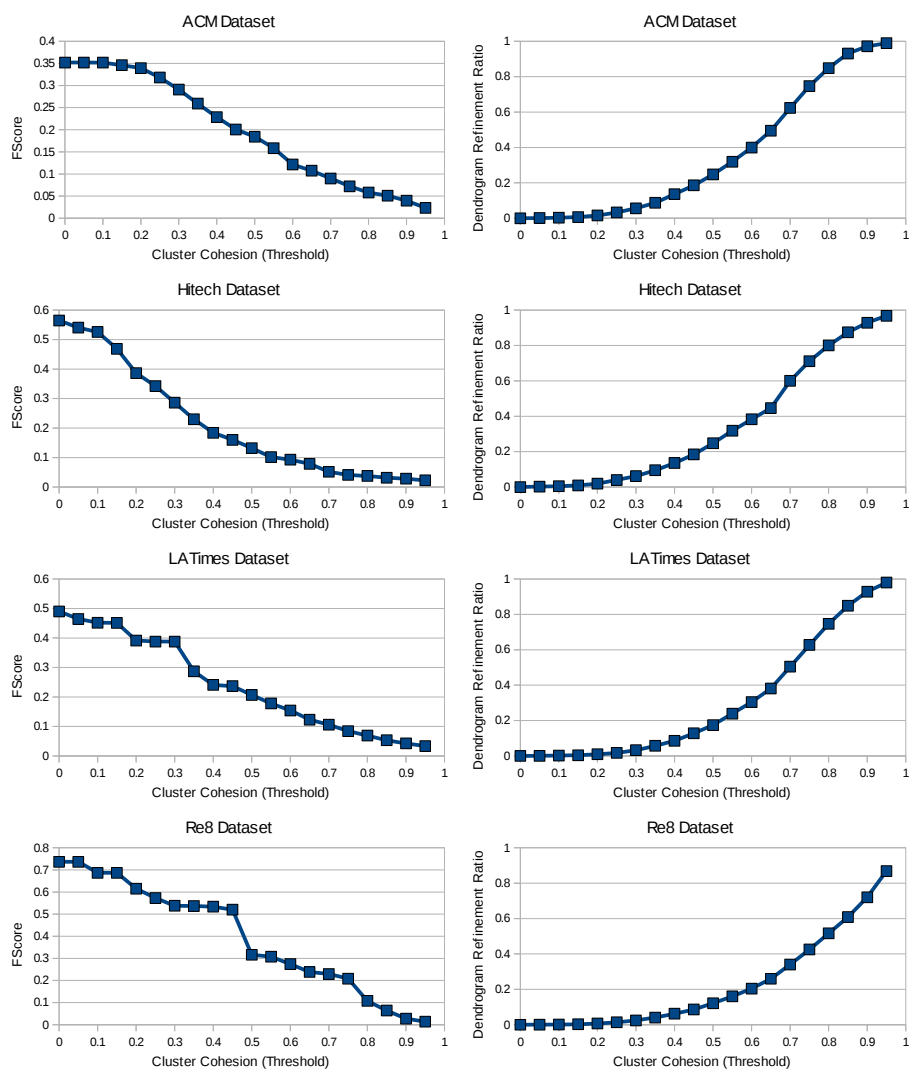 ACM Dataset
0.4
0.35
0.3
0.25
0.2
0.15
0.1
0.05
0
FScore
0 0.1 0.2 0.3 0.4 0.5 0.6 0.7 0.8 0.9 1
Cluster Cohesion (Threshold)
ACM Dataset
1
0.8
0.6
0.4
0.2
0
Dendrogram Refinement Ratio
0 0.1 0.2 0.3 0.4 0.5 0.6 0.7 0.8 0.9 1
Cluster Cohesion (Threshold)
Hitech Dataset
0.6
0.5
0.4
0.3
0.2
0.1
0
FScore
0 0.1 0.2 0.3 0.4 0.5 0.6 0.7 0.8 0.9 1
Cluster Cohesion (Threshold)
Hitech Dataset
1
0.8
0.6
0.4
0.2
0
Dendrogram Refinement Ratio
0 0.1 0.2 0.3 0.4 0.5 0.6 0.7 0.8 0.9 1
Cluster Cohesion (Threshold)
LATimes Dataset
0.6
0.5
0.4
0.3
0.2
0.1
0
FScore
0 0.1 0.2 0.3 0.4 0.5 0.6 0.7 0.8 0.9 1
Cluster Cohesion (Threshold)
LATimes Dataset
1
0.8
0.6
0.4
0.2
0
Dendrogram Refinement Ratio
0 0.1 0.2 0.3 0.4 0.5 0.6 0.7 0.8 0.9 1
Cluster Cohesion (Threshold)
Re8 Dataset
0.8
0.7
0.6
0.5
0.4
0.3
0.2
0.1
0
FScore
0 0.1 0.2 0.3 0.4 0.5 0.6 0.7 0.8 0.9 1
Cluster Cohesion (Threshold)
Re8 Dataset
1
0.8
0.6
0.4
0.2
0
Dendrogram Refinement Ratio
0 0.1 0.2 0.3 0.4 0.5 0.6 0.7 0.8 0.9 1
Cluster Cohesion (Threshold)